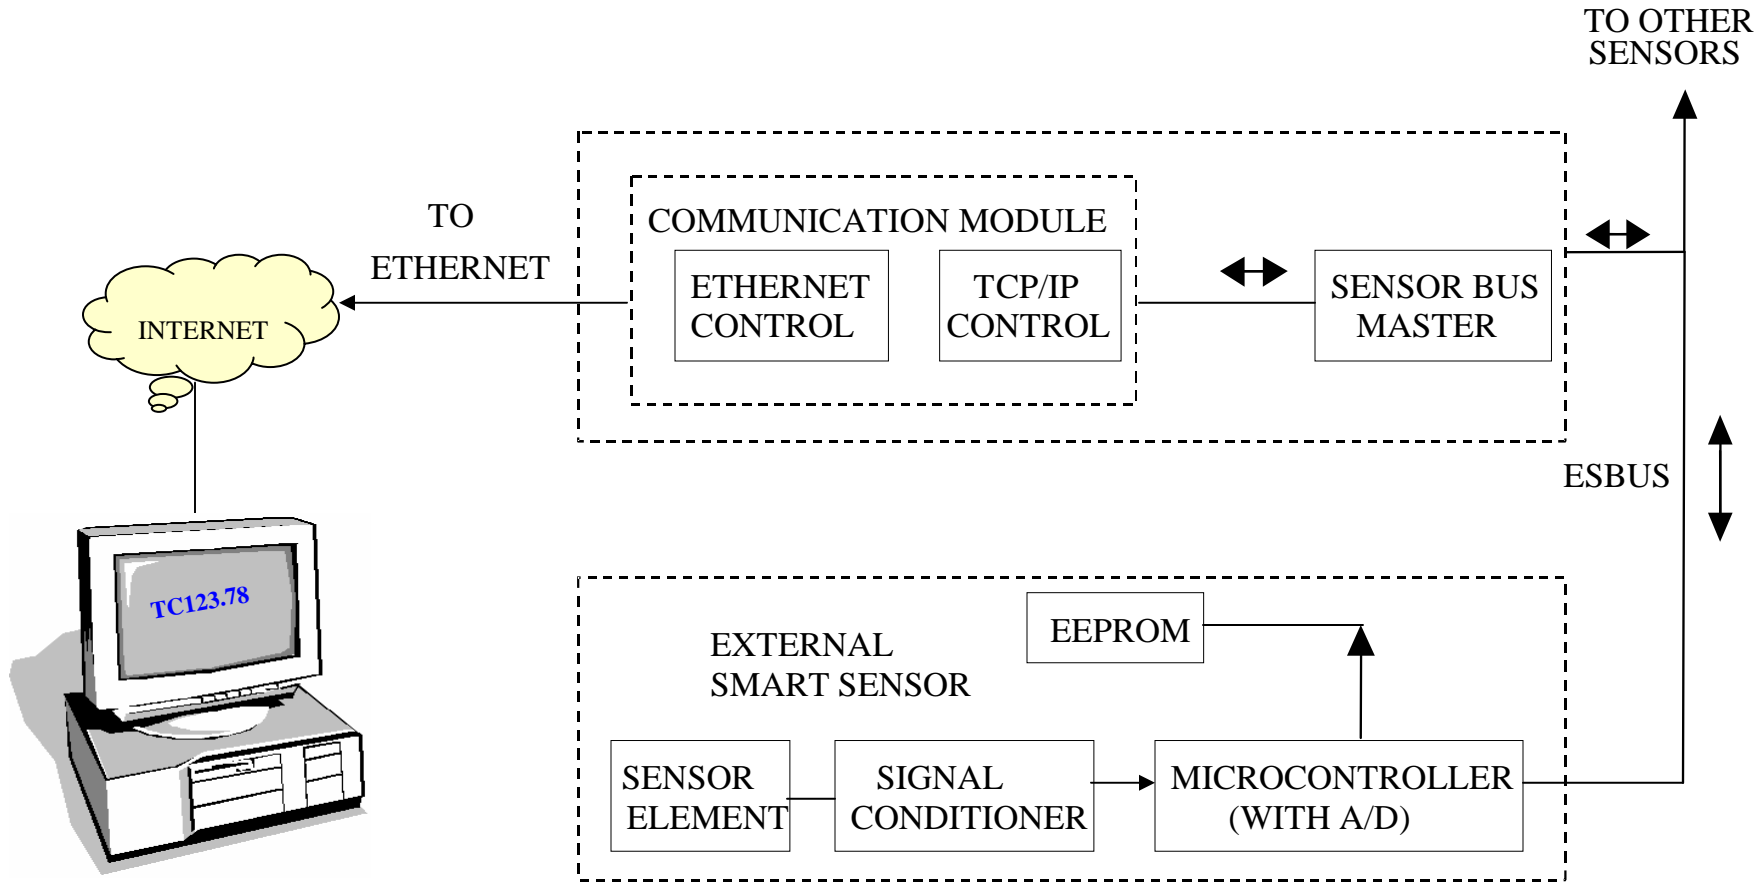 TO OTHER
SENSORS
TO
ETHERNET
COMMUNICATION MODULE
ETHERNET
CONTROL
TCP/IP
CONTROL
SENSOR BUS
MASTER
INTERNET
ESBUS
TC123.78
EXTERNAL
SMART SENSOR
EEPROM
SENSOR
ELEMENT
SIGNAL
CONDITIONER
MICROCONTROLLER
(WITH A/D)